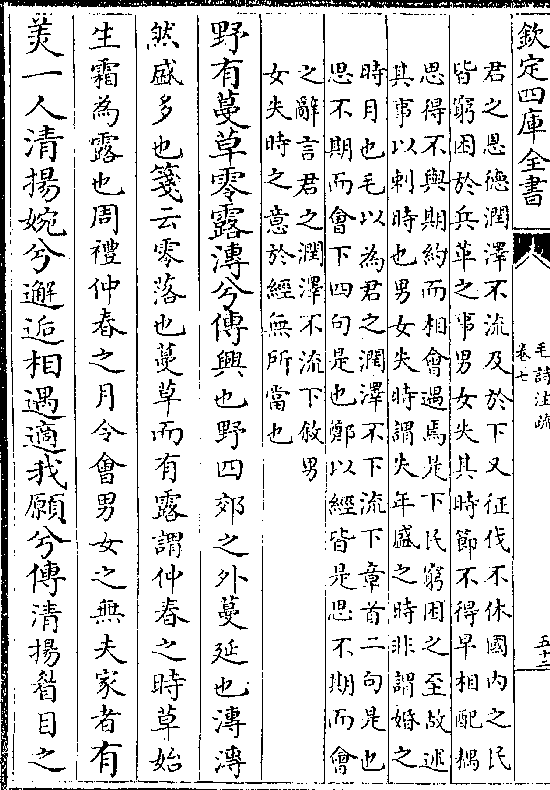 欽定四庫全書
毛詩注疏
卷七
五十二
君之恩德潤澤不流及於下又征伐不休國内之民
皆窮困於兵革之事男女失其時節不得早相配耦
思得不與期約而相會遇焉是下民窮困之至故述
其事以刺時也男女失時謂失年盛之時非謂婚之
時月也毛以為君之潤澤不下流下章首二句是也
思不期而會下四句是也鄭以經皆是思不期而會
之辭言君之潤澤不流下敘男
女失時之意於經無所當也
野有蔓草零露漙兮傳興也野四郊之外蔓延也漙漙
然盛多也箋云零落也蔓草而有露謂仲春之時草始
生霜為露也周禮仲春之月令會男女之無夫家者有
美一人清揚婉兮邂逅相遇適我願兮傳清揚眉目之